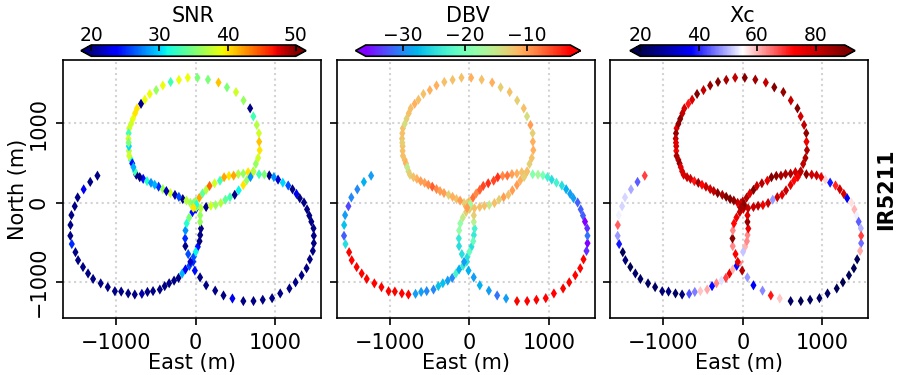 SNR DBV Xc
20 30 40 50 −30 −20 −10 20 40 60 80
1000
0
−1000
North (m)
IR5211
−1000 0 1000 −1000 0 1000 −1000 0 1000
East (m) East (m) East (m)